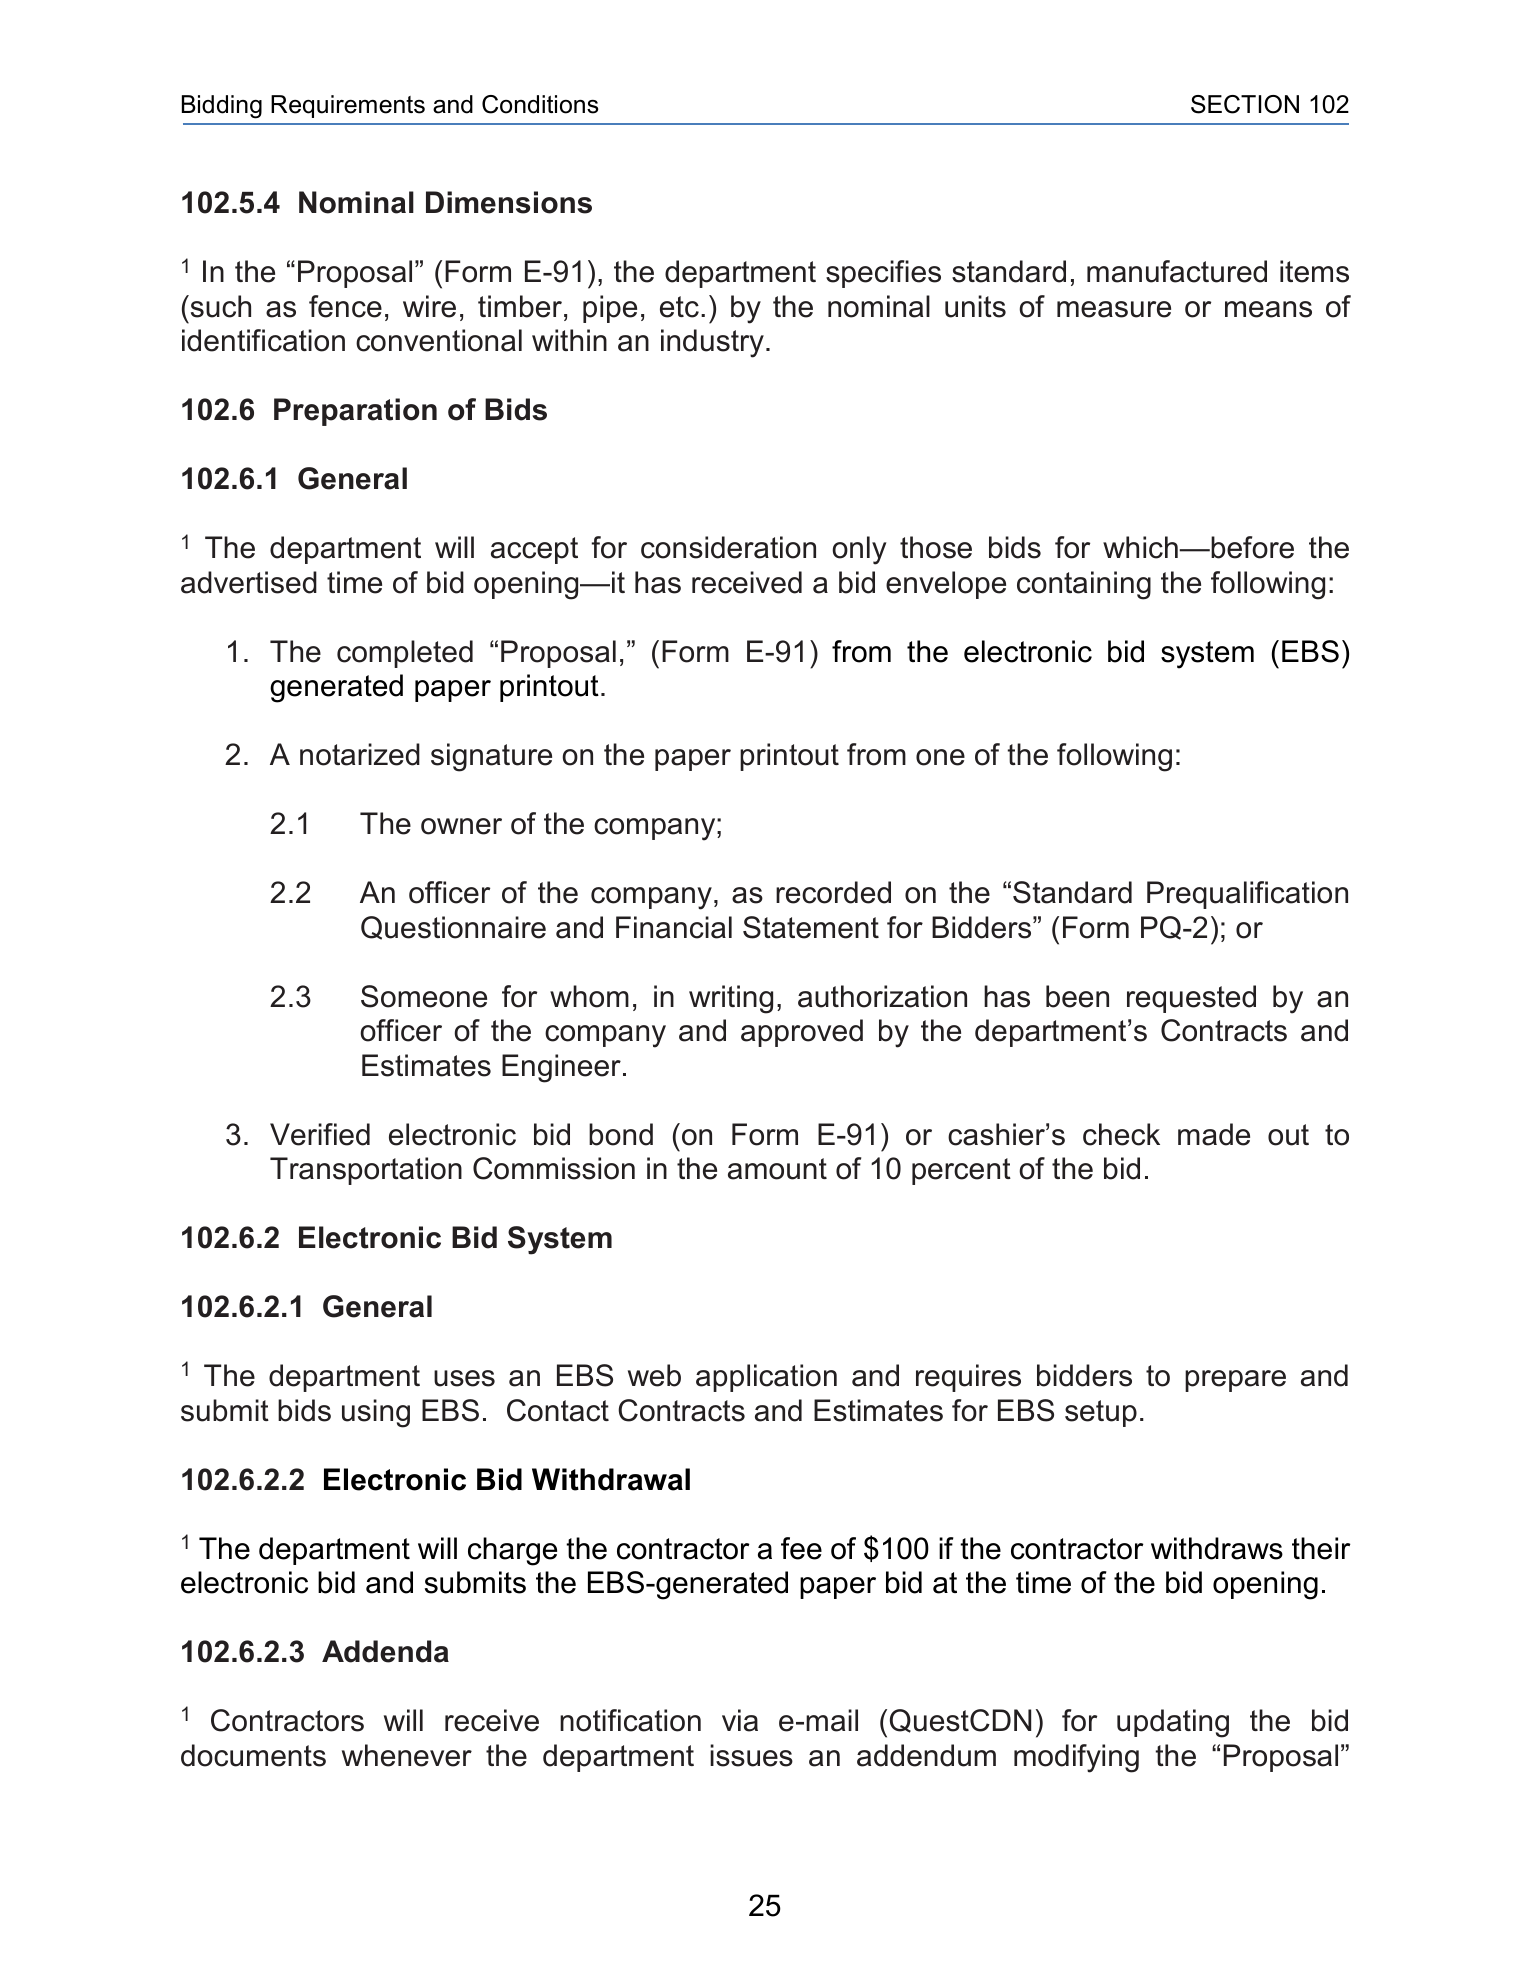 Bidding Requirements and Conditions SECTION 102
102.5.4 Nominal Dimensions
1 In the “Proposal” (Form E-91), the department specifies standard, manufactured items
(such as fence, wire, timber, pipe, etc.) by the nominal units of measure or means of
identification conventional within an industry.
102.6 Preparation of Bids
102.6.1 General
1 The department will accept for consideration only those bids for which—before the
advertised time of bid opening—it has received a bid envelope containing the following:
1. The completed “Proposal,” (Form E-91) from the electronic bid system (EBS)
generated paper printout.
2. A notarized signature on the paper printout from one of the following:
2.1 The owner of the company;
2.2 An officer of the company, as recorded on the “Standard Prequalification
Questionnaire and Financial Statement for Bidders” (Form PQ-2); or
2.3 Someone for whom, in writing, authorization has been requested by an
officer of the company and approved by the department’s Contracts and
Estimates Engineer.
3. Verified electronic bid bond (on Form E-91) or cashier’s check made out to
Transportation Commission in the amount of 10 percent of the bid.
102.6.2 Electronic Bid System
102.6.2.1 General
1 The department uses an EBS web application and requires bidders to prepare and
submit bids using EBS. Contact Contracts and Estimates for EBS setup.
102.6.2.2 Electronic Bid Withdrawal
1 The department will charge the contractor a fee of $100 if the contractor withdraws their
electronic bid and submits the EBS-generated paper bid at the time of the bid opening.
102.6.2.3 Addenda
1 Contractors will receive notification via e-mail (QuestCDN) for updating the bid
documents whenever the department issues an addendum modifying the “Proposal”
25